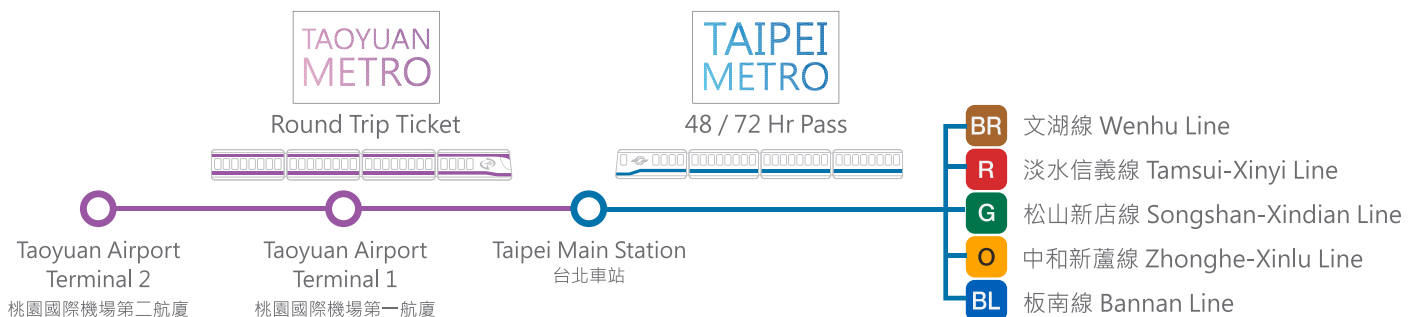 TAOYUAN
METRO
Round Trip Ticket
TAIPEI
METRO
48 / 72 Hr Pass
Taoyuan Airport
Terminal 2
桃園國際機場第二航廈
Taoyuan Airport
Terminal 1
桃園國際機場第一航廈
Taipei Main Station
台北車站
BR 文湖線 Wenhu Line
R 淡水信義線 Tamsui-Xinyi Line
G 松山新店線 Songshan-Xindian Line
O 中和新蘆線 Zhonghe-Xinlu Line
BL 板南線 Bannan Line